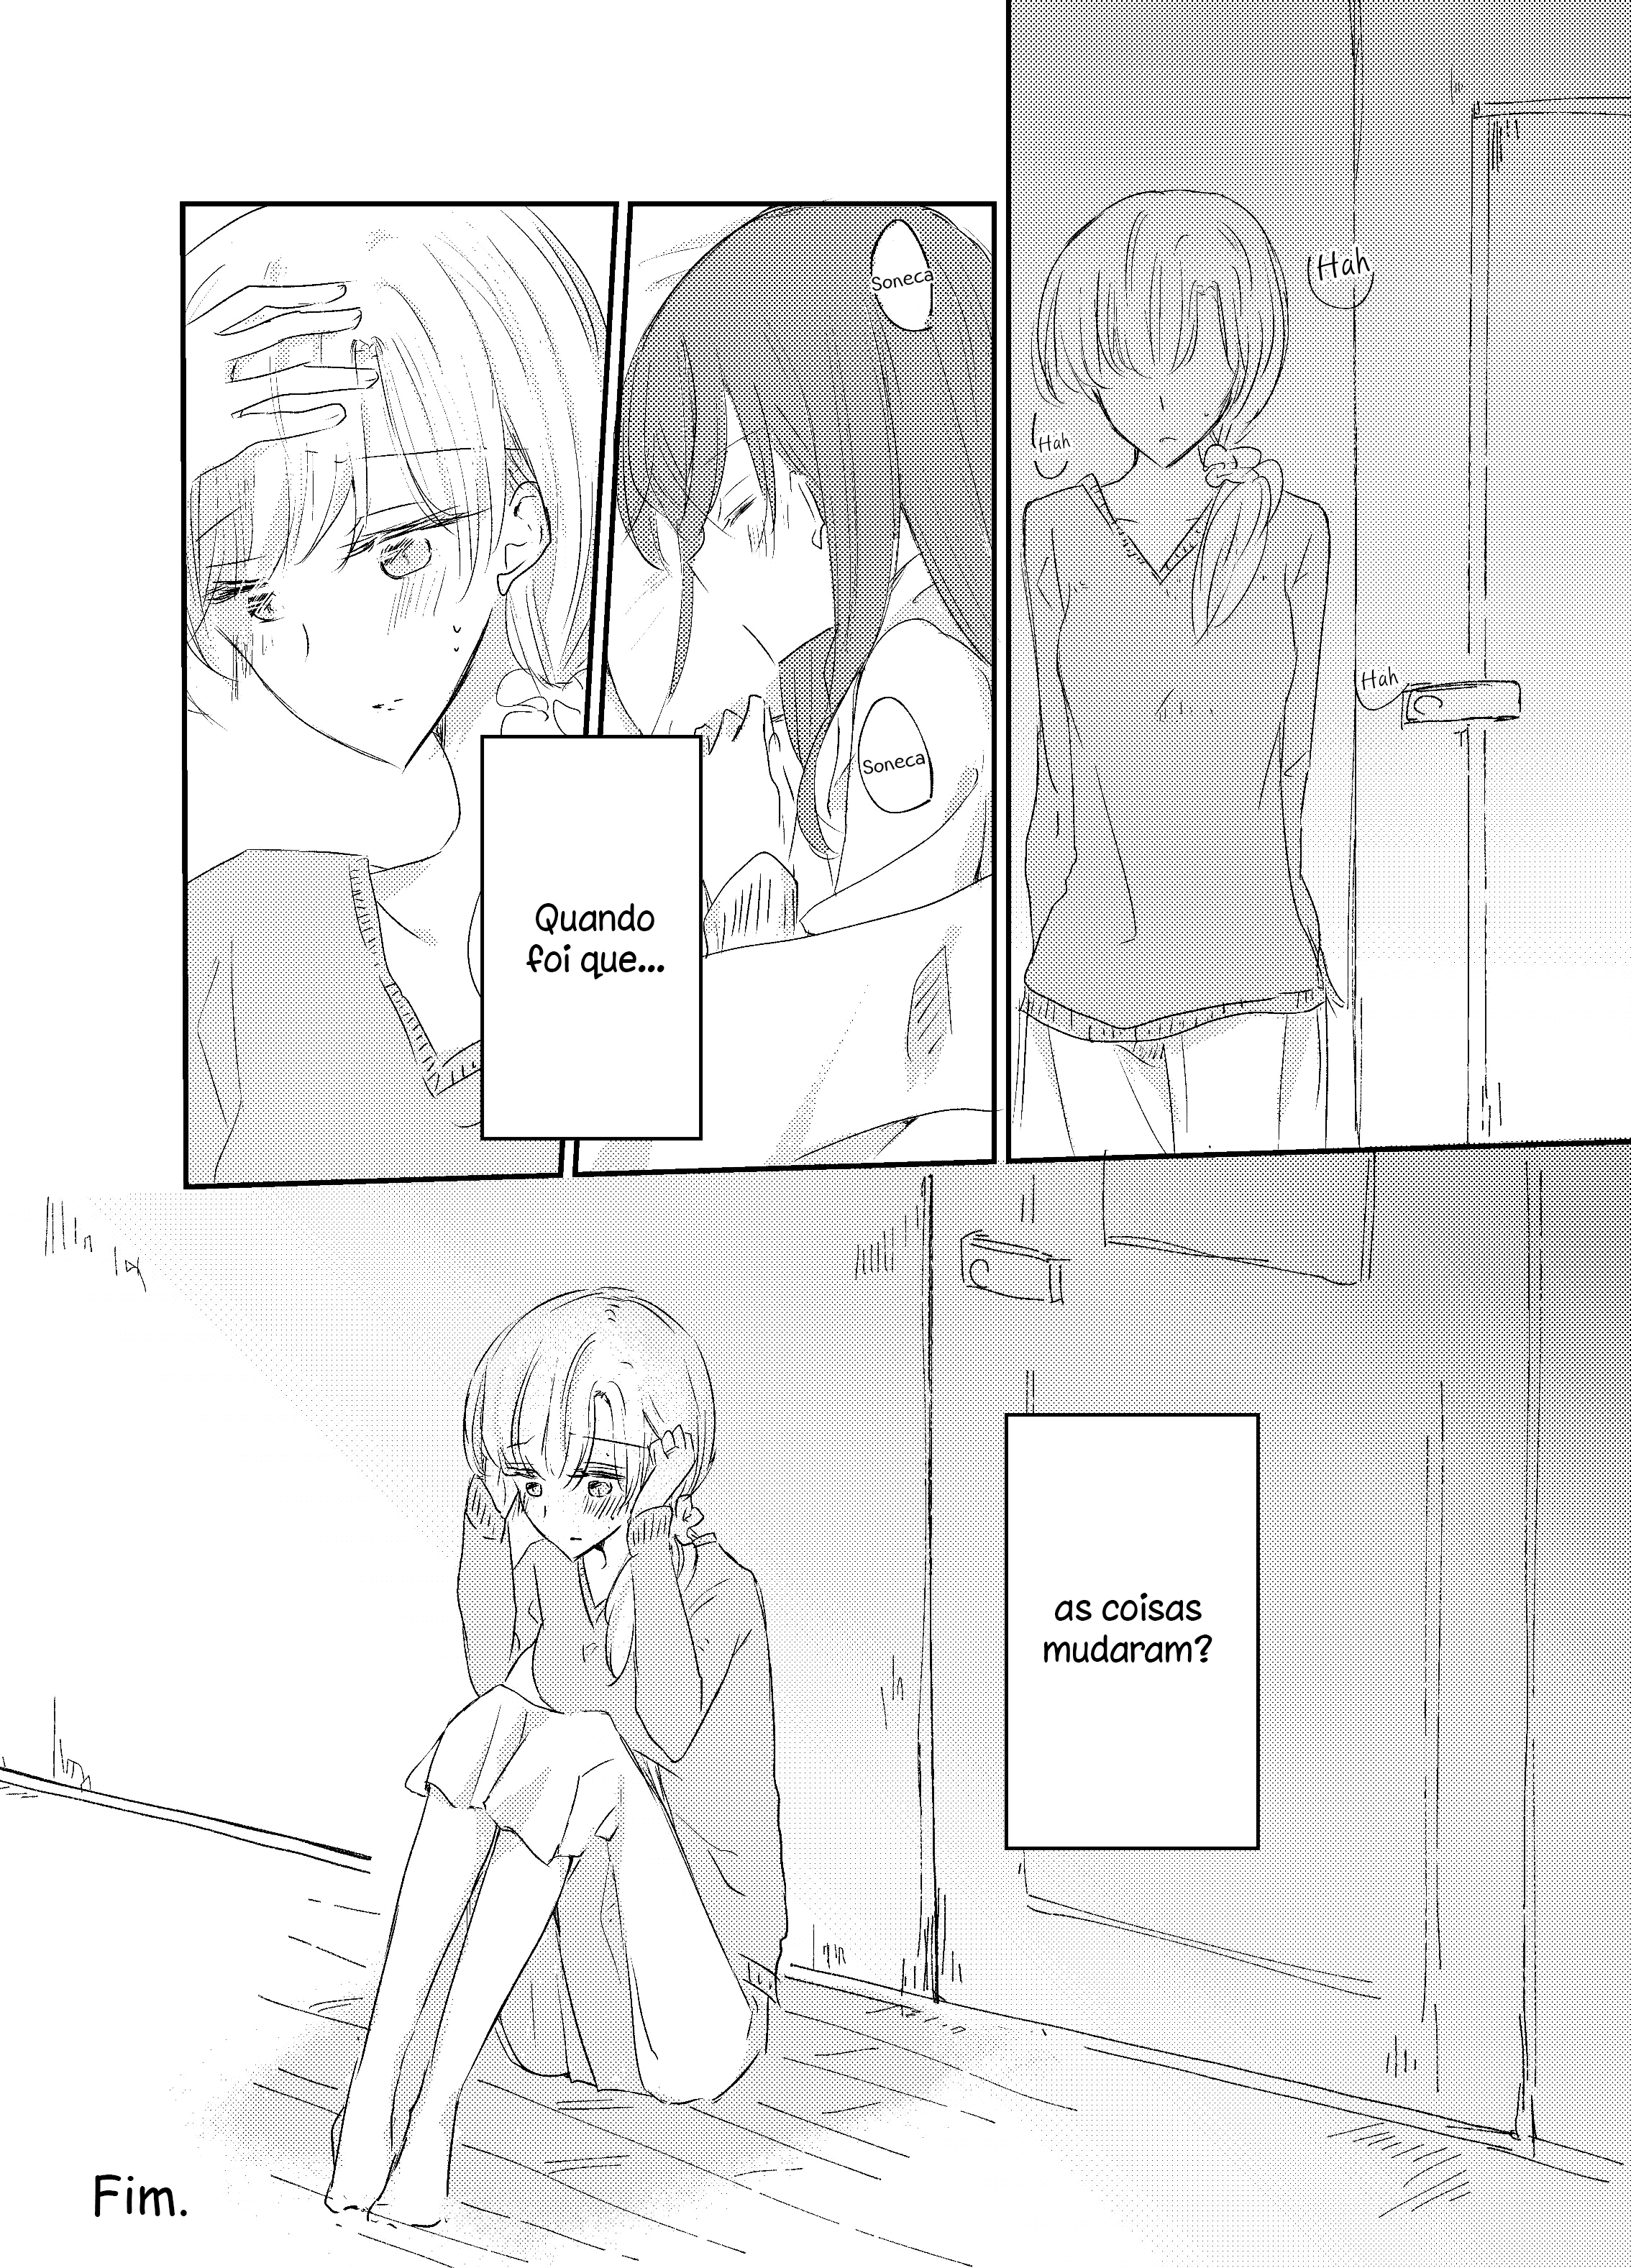 Hah
Hah
Hah
Soneca
Soneca
Quando
foi que...
as coisas
mudaram?
Fim.